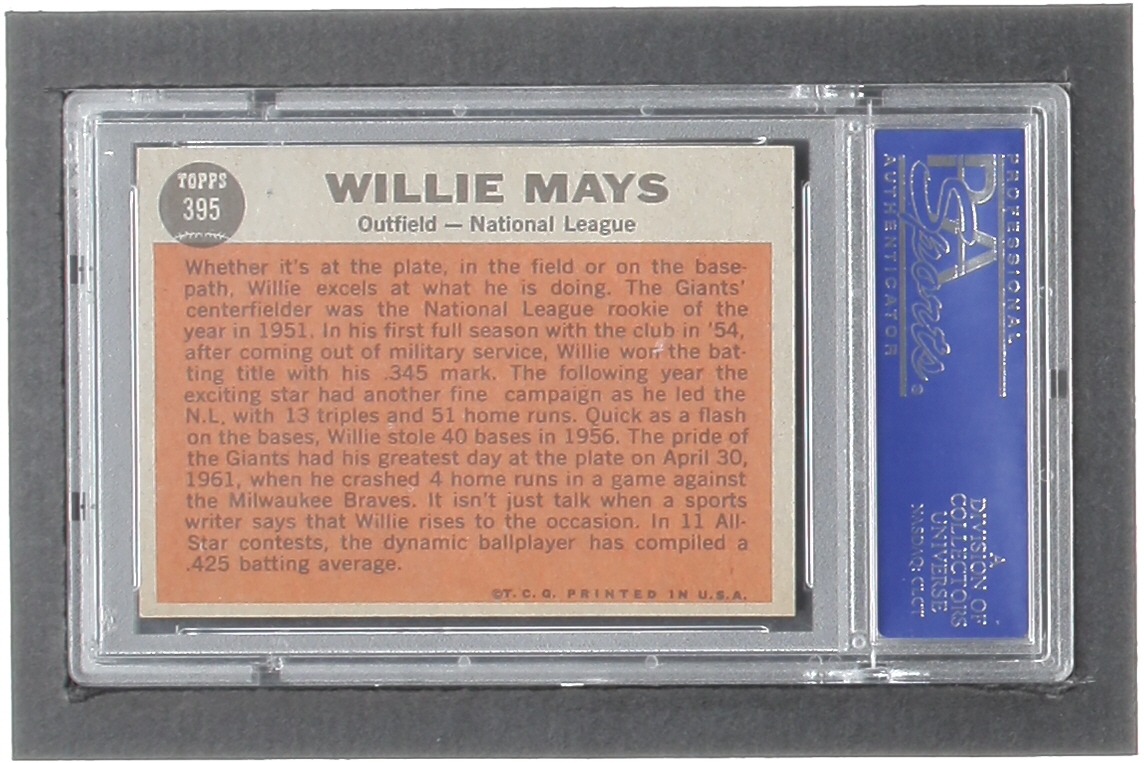 TOPPS
395
WILLIE MAYS
Outfield — National League
Whether it's at the plate, in the field or on the base-
path, Willie excels at what he is doing. The Giants'
centerfielder was the National League rookie of the
year in 1951. In his first full season with the club in '54,
after coming out of military service, Willie won the bat-
ting title with his .345 mark. The following year the
exciting star had another fine campaign as he led the
N.L. with 13 triples and 51 home runs. Quick as a flash
on the bases, Willie stole 40 bases in 1956. The pride of
the Giants had his greatest day at the plate on April 30,
1961, when he crashed 4 home runs in a game against
the Milwaukee Braves. It isn't just talk when a sports
writer says that Willie rises to the occasion. In 11 All-
Star contests, the dynamic ballplayer has compiled a
.425 batting average.
©T. C. G. PRINTED IN U.S.A.
PROFESSIONAL
PSA
Sports ®
AUTHENTICATOR
A
DIVISION OF
COLLECTORS
UNIVERSE
NASDAQ: CLCT